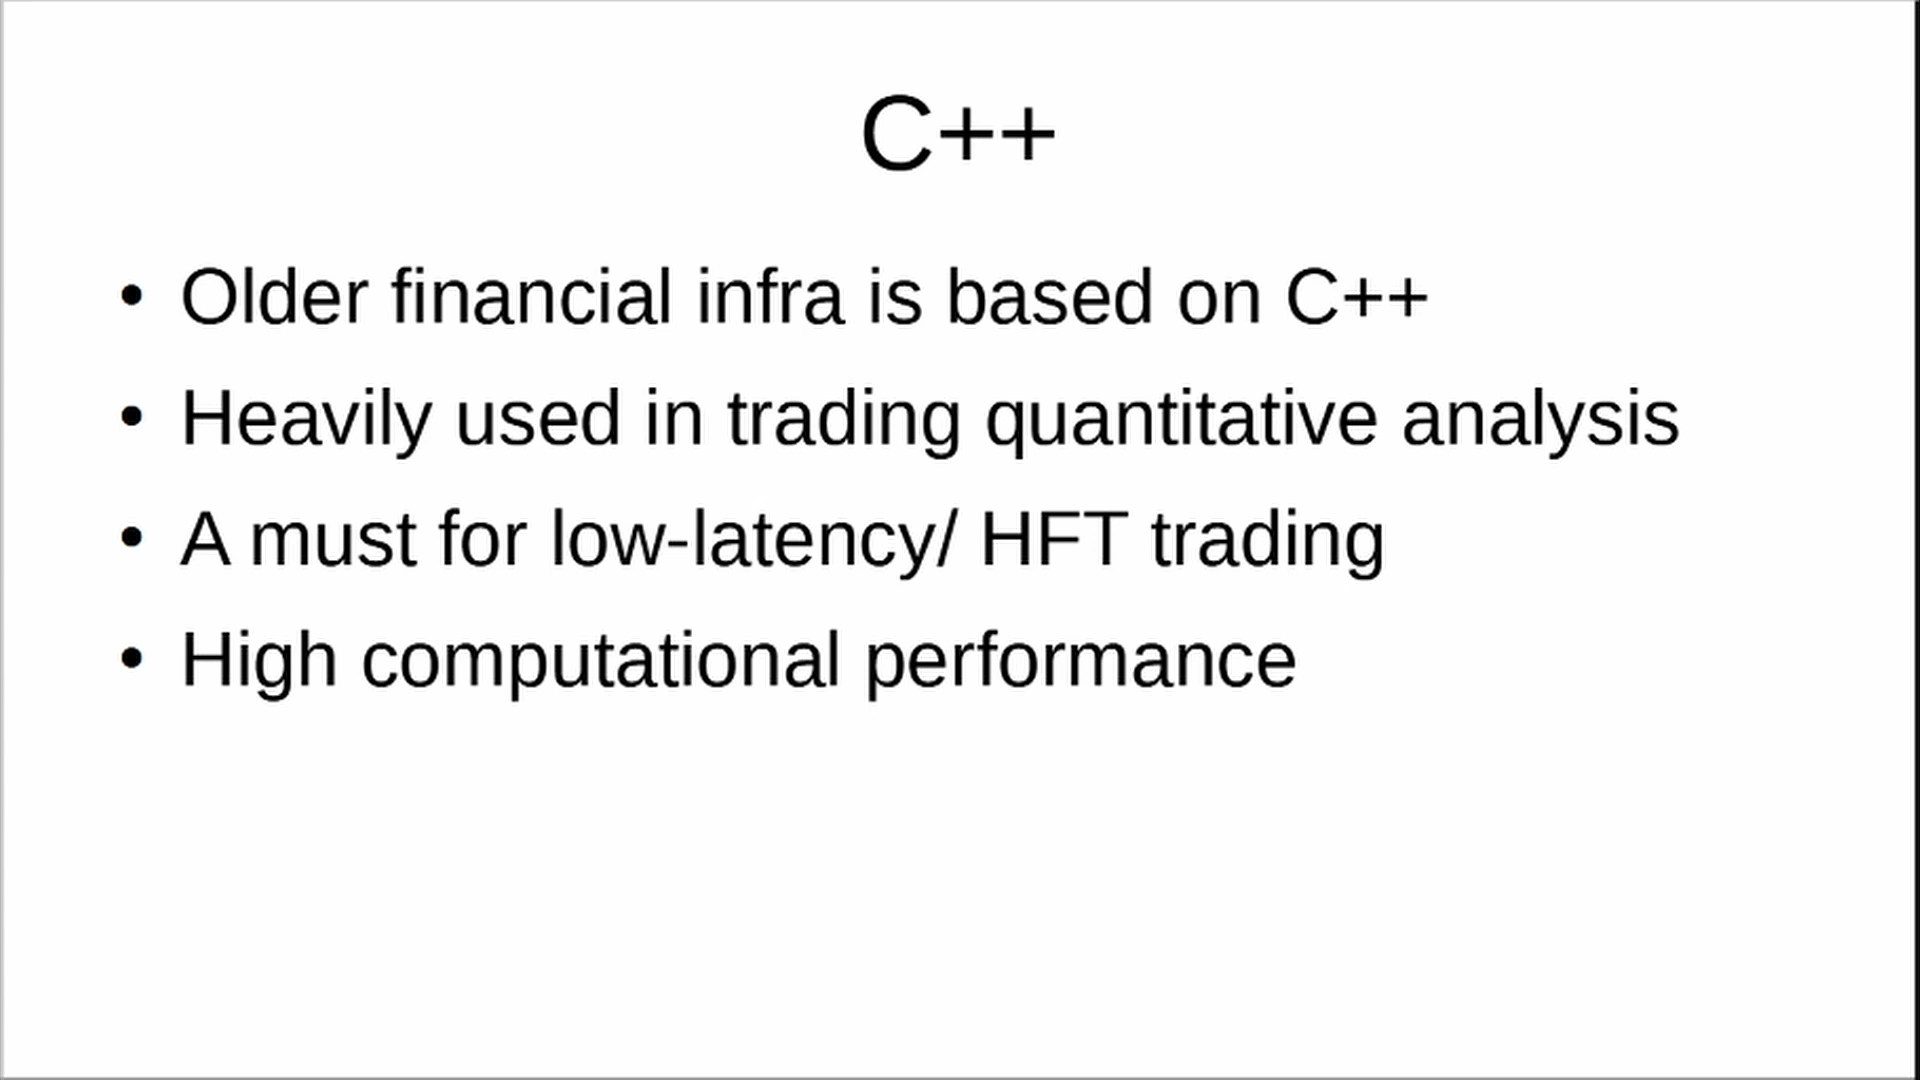 C++
• Older financial infra is based on C++
• Heavily used in trading quantitative analysis
• A must for low-latency/ HFT trading
• High computational performance